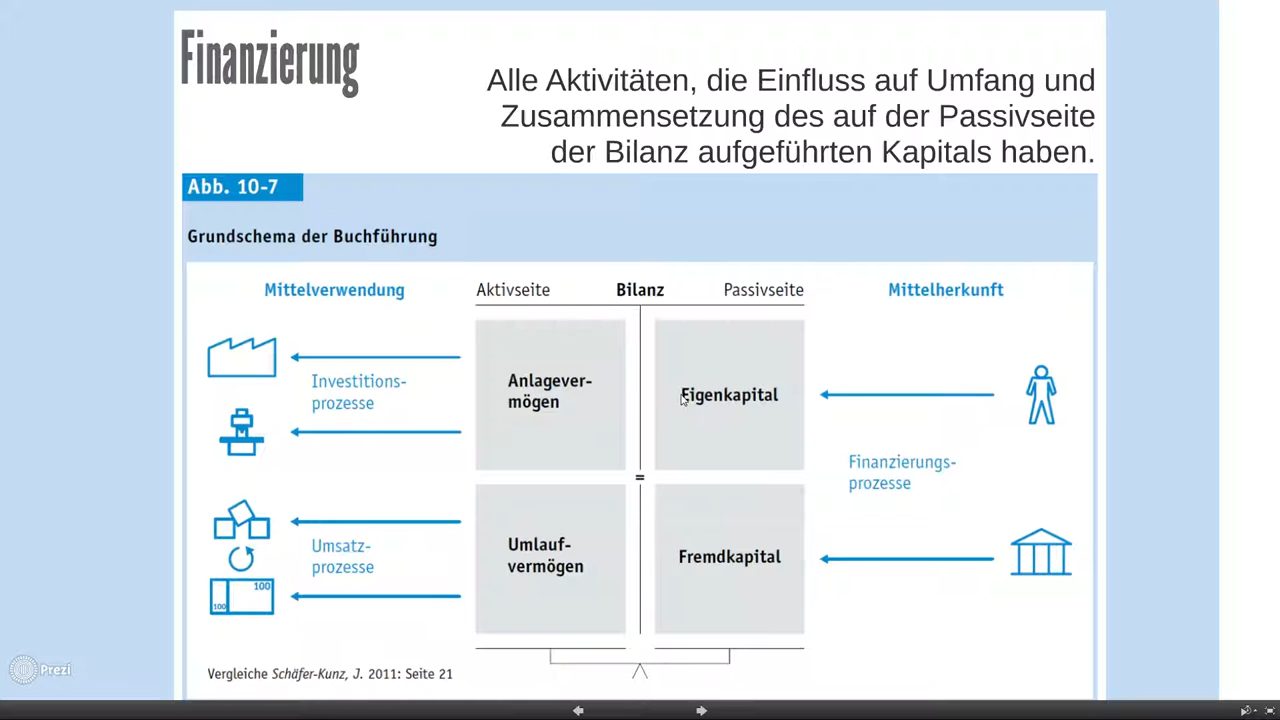 Finanzierung
Alle Aktivitäten, die Einfluss auf Umfang und
Zusammensetzung des auf der Passivseite
der Bilanz aufgeführten Kapitals haben.
Abb. 10-7
Grundschema der Buchführung
Mittelverwendung
Aktivseite
Bilanz
Passivseite
Mittelherkunft
Investitions-
prozesse
Anlagever-
mögen
Eigenkapital
Finanzierungs-
prozesse
=
Umsatz-
prozesse
100
100
Umlauf-
vermögen
Fremdkapital
Vergleiche Schäfer-Kunz, J. 2011: Seite 21
Prezi